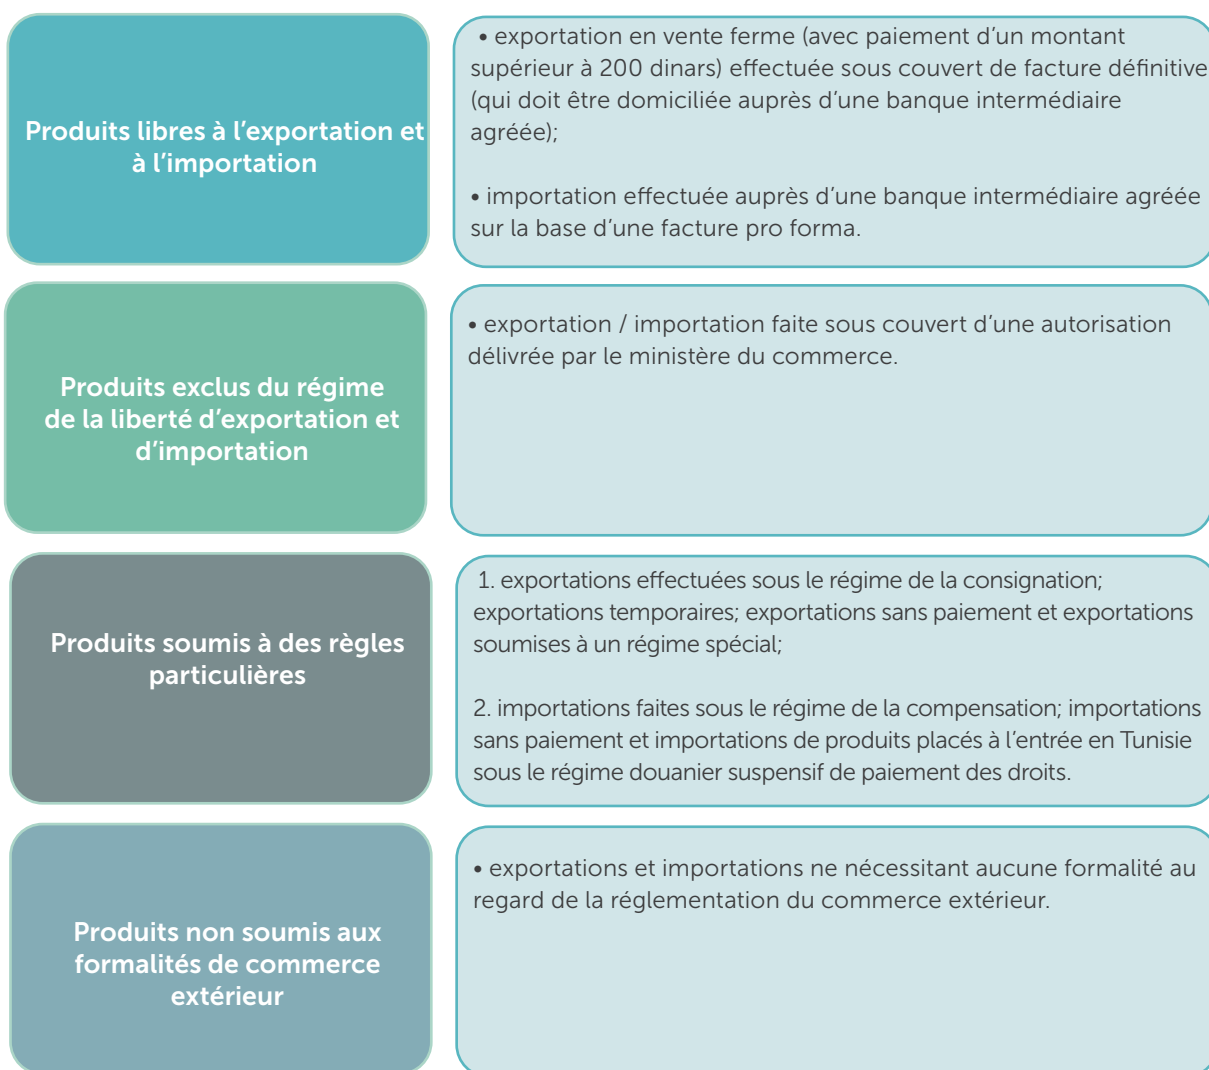 Produits libres à l’exportation et
à l’importation
• exportation en vente ferme (avec paiement d’un montant
supérieur à 200 dinars) effectuée sous couvert de facture définitive
(qui doit être domiciliée auprès d’une banque intermédiaire
agréée);
• importation effectuée auprès d’une banque intermédiaire agréée
sur la base d’une facture pro forma.
Produits exclus du régime
de la liberté d’exportation et
d’importation
• exportation / importation faite sous couvert d’une autorisation
délivrée par le ministère du commerce.
Produits soumis à des règles
particulières
1. exportations effectuées sous le régime de la consignation;
exportations temporaires; exportations sans paiement et exportations
soumises à un régime spécial;
2. importations faites sous le régime de la compensation; importations
sans paiement et importations de produits placés à l’entrée en Tunisie
sous le régime douanier suspensif de paiement des droits.
Produits non soumis aux
formalités de commerce
extérieur
• exportations et importations ne nécessitant aucune formalité au
regard de la réglementation du commerce extérieur.